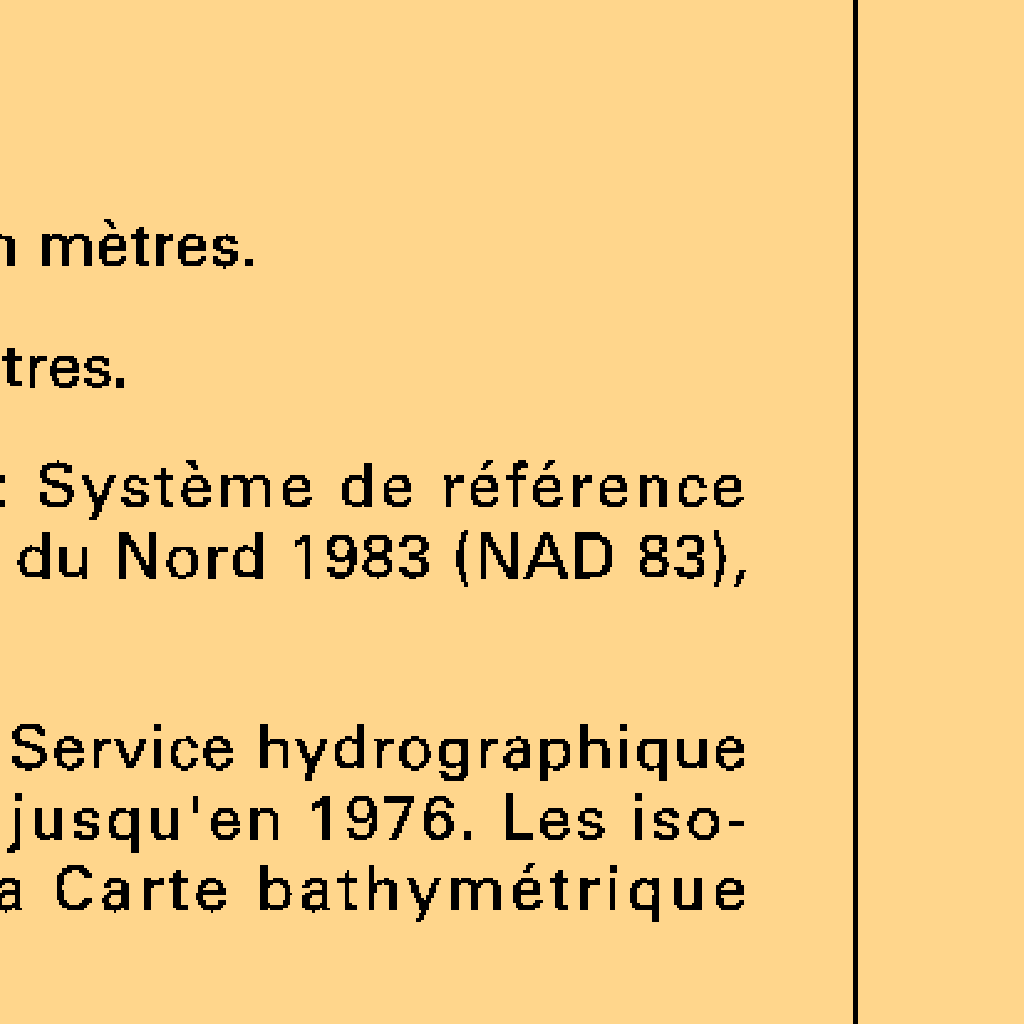 mètres.
tres.
: Système de référence
du Nord 1983 (NAD 83),
Service hydrographique
jusqu'en 1976. Les iso-
a Carte bathymétrique